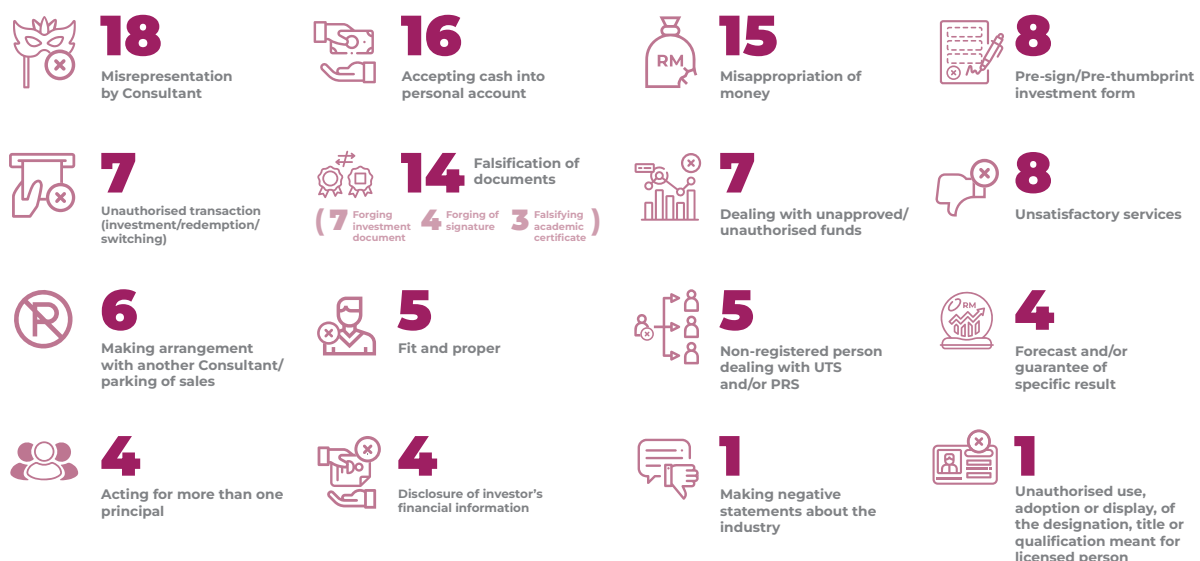 18
Misrepresentation
by Consultant
16
Accepting cash into
personal account
RM
15
Misappropriation of
money
8
Pre-sign/Pre-thumbprint
investment form
7
Unauthorised transaction
(investment/redemption/
switching)
14 Falsification of
documents
( 7 Forging
investment
document
4 Forging of
signature
3 Falsifying
academic
certificate )
7
Dealing with unapproved/
unauthorised funds
8
Unsatisfactory services
P
6
Making arrangement
with another Consultant/
parking of sales
5
Fit and proper
5
Non-registered person
dealing with UTS
and/or PRS
RM
4
Forecast and/or
guarantee of
specific result
4
Acting for more than one
principal
4
Disclosure of investor's
financial information
1
Making negative
statements about the
industry
1
Unauthorised use,
adoption or display, of
the designation, title or
qualification meant for
licensed person